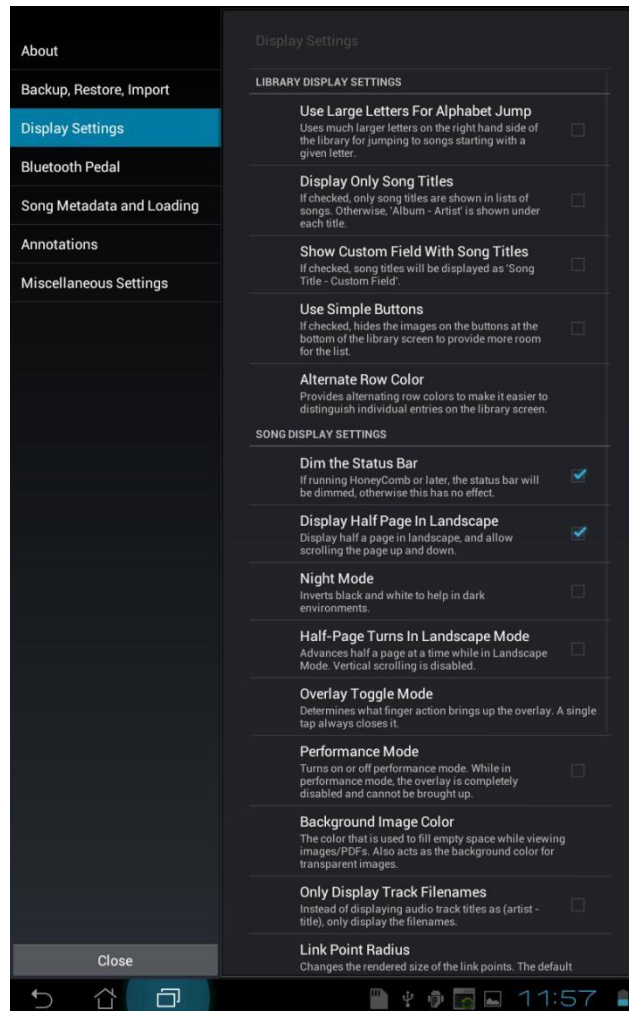 About
Backup, Restore, Import
Display Settings
Bluetooth Pedal
Song Metadata and Loading
Annotations
Miscellaneous Settings
Close
Display Settings
LIBRARY DISPLAY SETTINGS
Use Large Letters For Alphabet Jump
Uses much larger letters on the right hand side of
the library for jumping to songs starting with a
given letter.
Display Only Song Titles
If checked, only song titles are shown in lists of
songs. Otherwise, 'Album - Artist' is shown under
each title.
Show Custom Field With Song Titles
If checked, song titles will be displayed as 'Song
Title - Custom Field'.
Use Simple Buttons
If checked, hides the images on the buttons at the
bottom of the library screen to provide more room
for the list.
Alternate Row Color
Provides alternating row colors to make it easier to
distinguish individual entries on the library screen.
SONG DISPLAY SETTINGS
Dim the Status Bar
If running HoneyComb or later, the status bar will
be dimmed, otherwise this has no effect.
Display Half Page In Landscape
Display half a page in landscape, and allow
scrolling the page up and down.
Night Mode
Inverts black and white to help in dark
environments.
Half-Page Turns In Landscape Mode
Advances half a page at a time while in Landscape
Mode. Vertical scrolling is disabled.
Overlay Toggle Mode
Determines what finger action brings up the overlay. A single
tap always closes it.
Performance Mode
Turns on or off performance mode. While in
performance mode, the overlay is completely
disabled and cannot be brought up.
Background Image Color
The color that is used to fill empty space while viewing
images/PDFs. Also acts as the background color for
transparent images.
Only Display Track Filenames
Instead of displaying audio track titles as (artist -
title), only display the filenames.
Link Point Radius
Changes the rendered size of the link points. The default
11:57